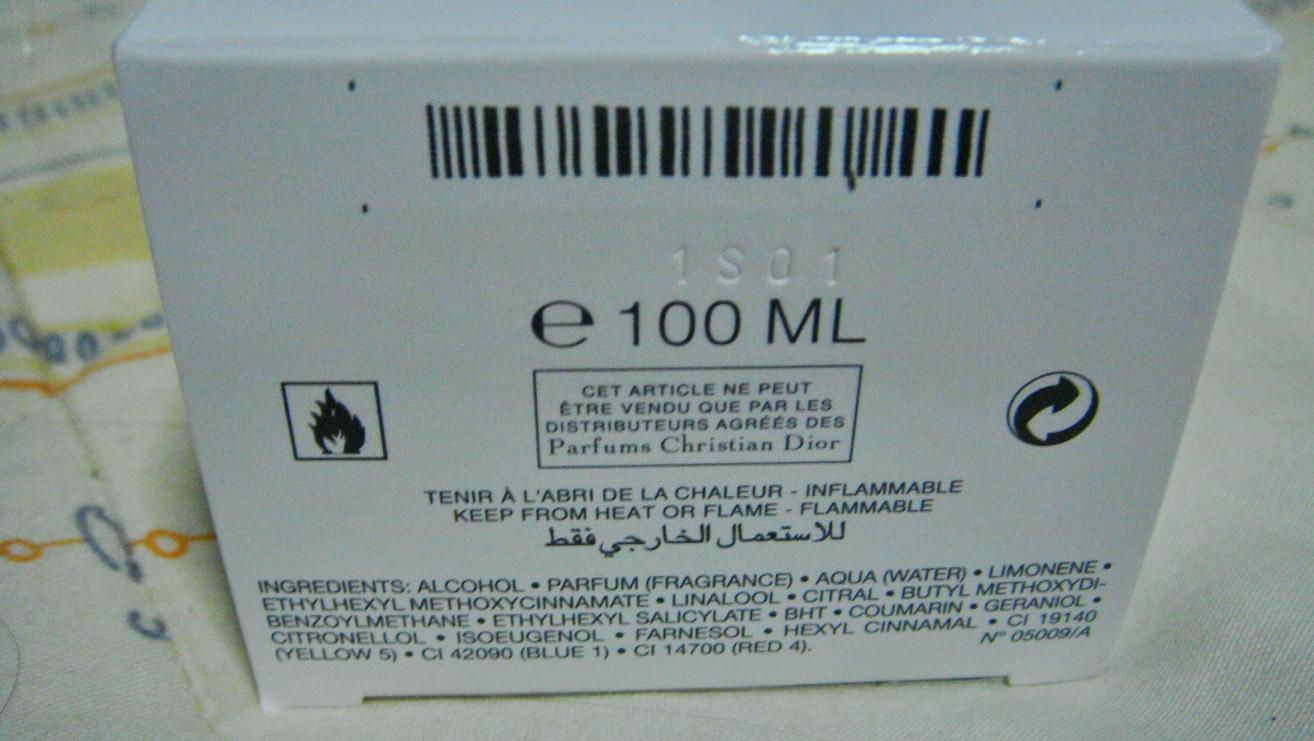 1S01
℮ 100 ML
CET ARTICLE NE PEUT
ÊTRE VENDU QUE PAR LES
DISTRIBUTEURS AGRÉÉS DES
Parfums Christian Dior
TENIR À L'ABRI DE LA CHALEUR - INFLAMMABLE
KEEP FROM HEAT OR FLAME - FLAMMABLE
للاستعمال الخارجي فقط
INGREDIENTS: ALCOHOL • PARFUM (FRAGRANCE) • AQUA (WATER) • LIMONENE •
ETHYLHEXYL METHOXYCINNAMATE • LINALOOL • CITRAL • BUTYL METHOXYDI-
BENZOYLMETHANE • ETHYLHEXYL SALICYLATE • BHT • COUMARIN • GERANIOL •
CITRONELLOL • ISOEUGENOL • FARNESOL • HEXYL CINNAMAL • CI 19140
(YELLOW 5) • CI 42090 (BLUE 1) • CI 14700 (RED 4).
N° 05009/A